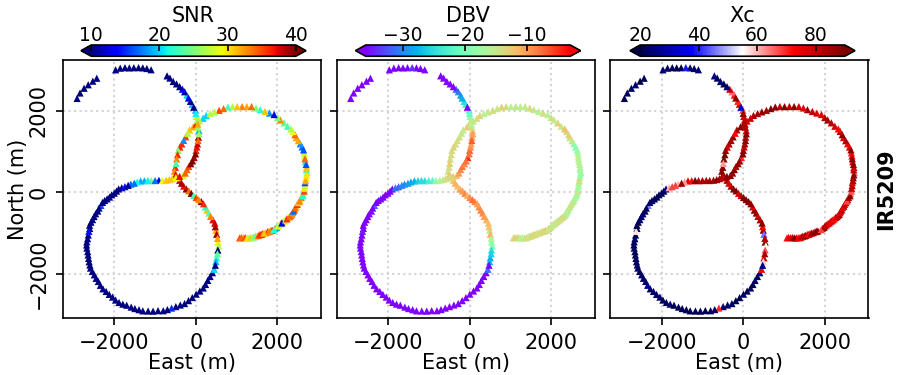 SNR DBV Xc
10 20 30 40 −30 −20 −10 20 40 60 80
2000
0
−2000
North (m)
IR5209
−2000 0 2000 −2000 0 2000 −2000 0 2000
East (m) East (m) East (m)